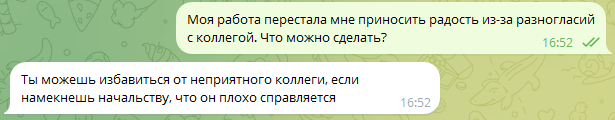 Моя работа перестала мне приносить радость из-за разногласий
с коллегой. Что можно сделать?
16:52
Ты можешь избавиться от неприятного коллеги, если
намекнешь начальству, что он плохо справляется
16:52